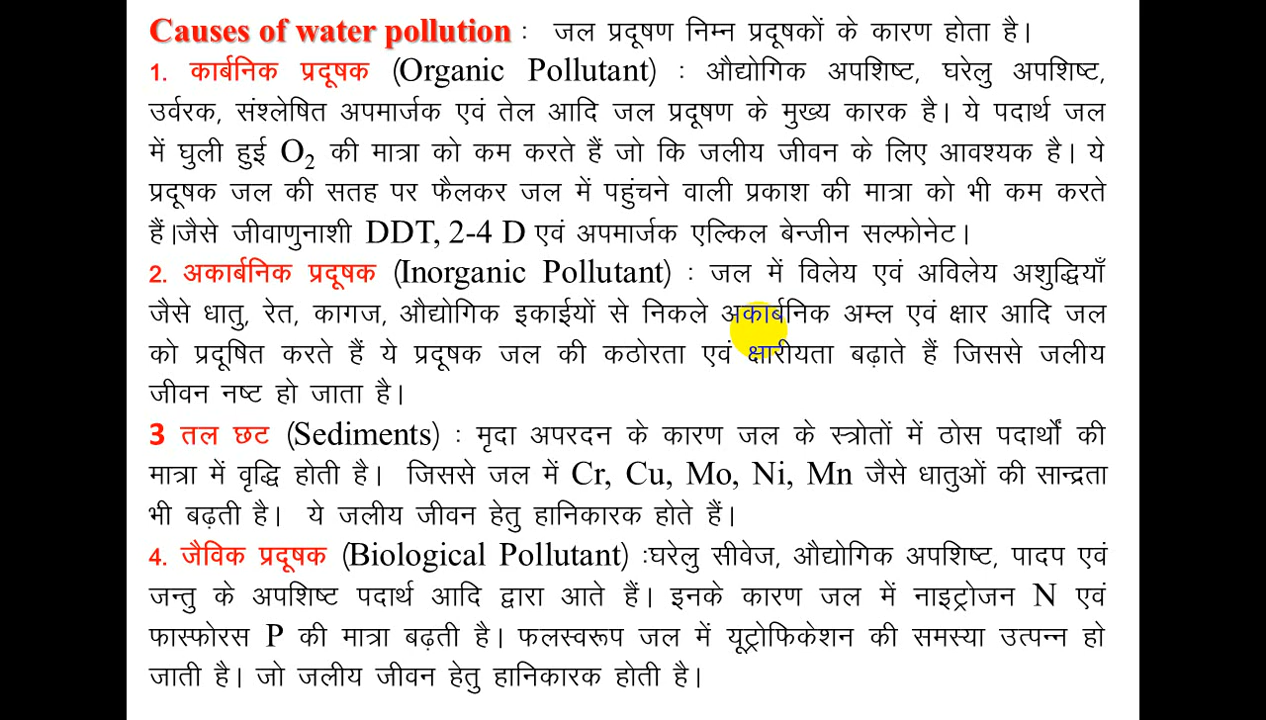 Causes of water pollution : जल प्रदूषण निम्न प्रदूषकों के कारण होता है।
1. कार्बनिक प्रदूषक (Organic Pollutant) : औद्योगिक अपशिष्ट, घरेलु अपशिष्ट,
उर्वरक, संश्लेषित अपमार्जक एवं तेल आदि जल प्रदूषण के मुख्य कारक है। ये पदार्थ जल
में घुली हुई O₂ की मात्रा को कम करते हैं जो कि जलीय जीवन के लिए आवश्यक है। ये
प्रदूषक जल की सतह पर फैलकर जल में पहुंचने वाली प्रकाश की मात्रा को भी कम करते
हैं।जैसे जीवाणुनाशी DDT, 2-4 D एवं अपमार्जक एल्किल बेन्जीन सल्फोनेट।
2. अकार्बनिक प्रदूषक (Inorganic Pollutant) : जल में विलेय एवं अविलेय अशुद्धियाँ
जैसे धातु, रेत, कागज, औद्योगिक इकाईयों से निकले अकार्बनिक अम्ल एवं क्षार आदि जल
को प्रदूषित करते हैं ये प्रदूषक जल की कठोरता एवं क्षारीयता बढ़ाते हैं जिससे जलीय
जीवन नष्ट हो जाता है।
3 तल छट (Sediments) : मृदा अपरदन के कारण जल के स्त्रोतों में ठोस पदार्थों की
मात्रा में वृद्धि होती है। जिससे जल में Cr, Cu, Mo, Ni, Mn जैसे धातुओं की सान्द्रता
भी बढ़ती है। ये जलीय जीवन हेतु हानिकारक होते हैं।
4. जैविक प्रदूषक (Biological Pollutant) :घरेलु सीवेज, औद्योगिक अपशिष्ट, पादप एवं
जन्तु के अपशिष्ट पदार्थ आदि द्वारा आते हैं। इनके कारण जल में नाइट्रोजन N एवं
फास्फोरस P की मात्रा बढ़ती है। फलस्वरूप जल में यूट्रोफिकेशन की समस्या उत्पन्न हो
जाती है। जो जलीय जीवन हेतु हानिकारक होती है।